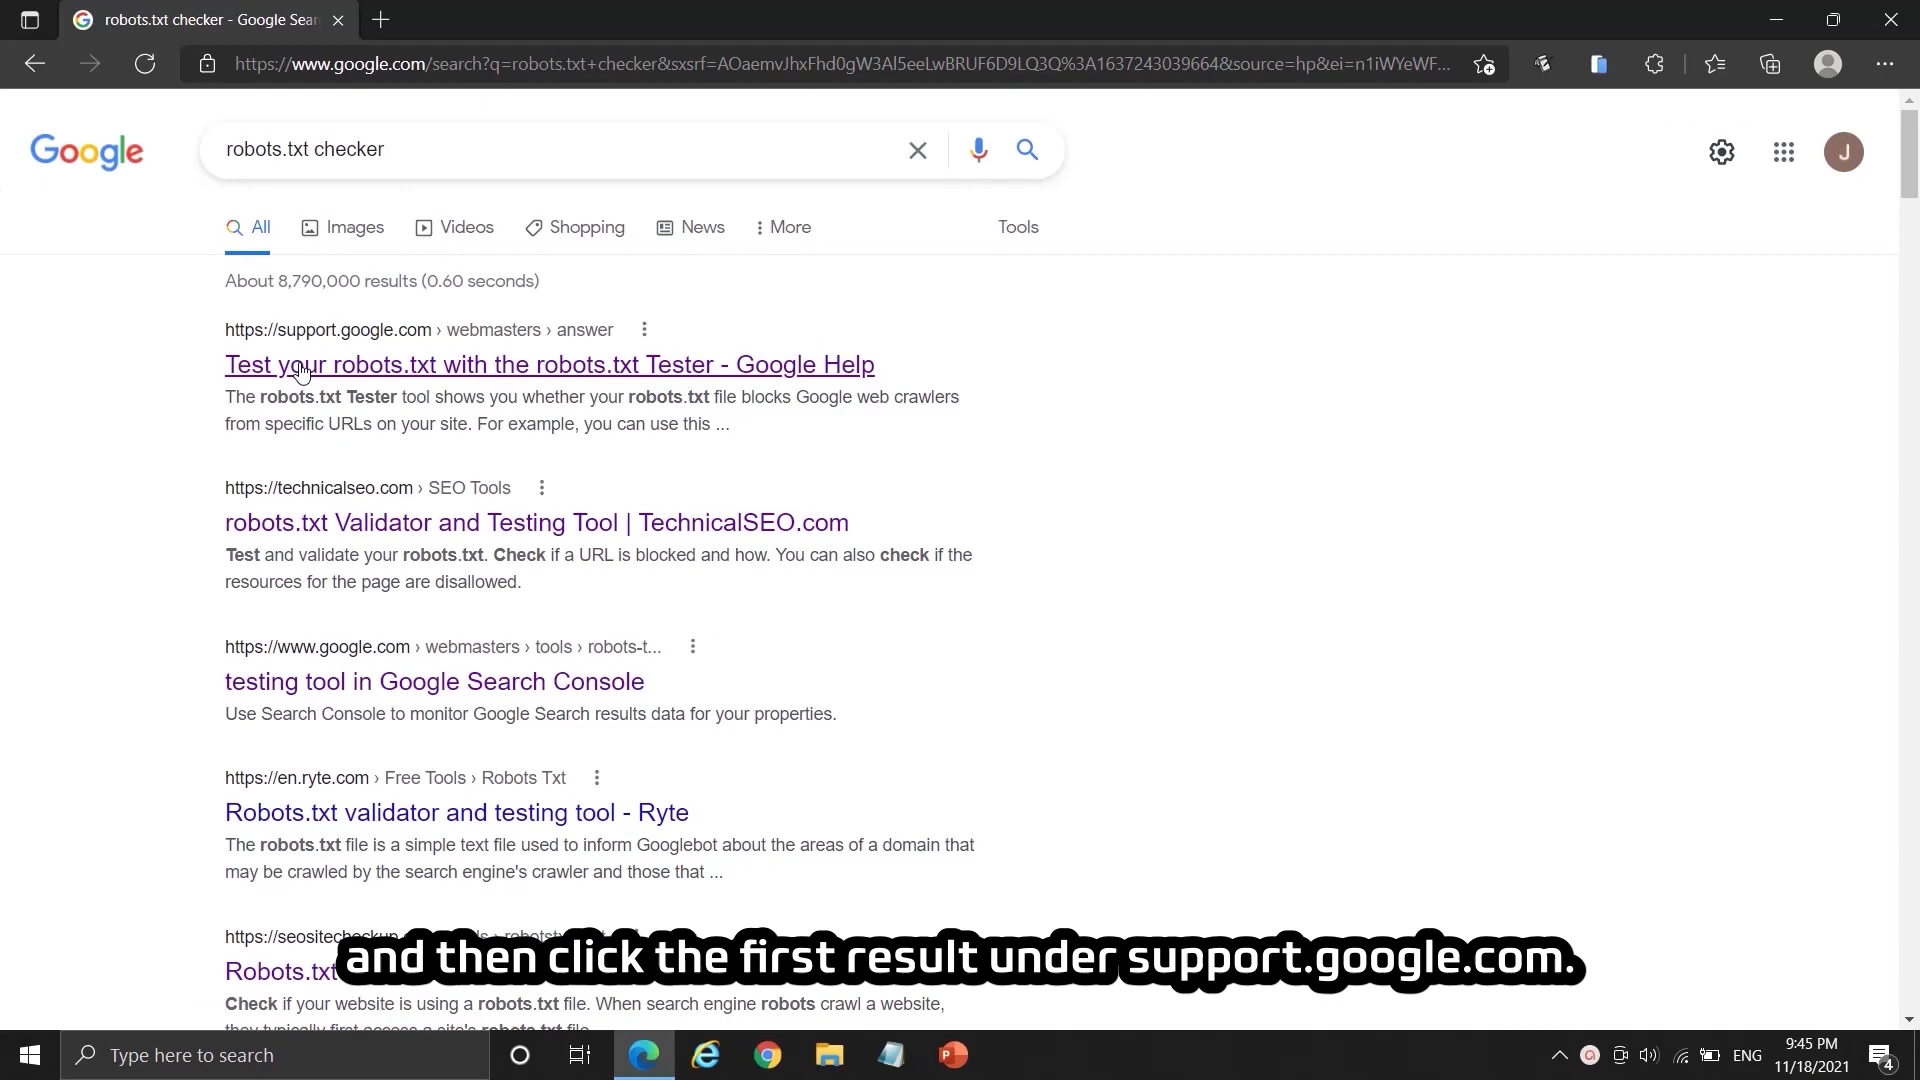 robots.txt checker - Google Sear
https://www.google.com/search?q=robots.txt+checker&sxsrf=AOaemvJhxFhd0gW3Al5eeLwBRUF6D9LQ3Q%3A1637243039664&source=hp&ei=n1iWYeWF...
Google
robots.txt checker
J
All Images Videos Shopping News More Tools
About 8,790,000 results (0.60 seconds)
https://support.google.com › webmasters › answer
Test your robots.txt with the robots.txt Tester - Google Help
The robots.txt Tester tool shows you whether your robots.txt file blocks Google web crawlers
from specific URLs on your site. For example, you can use this ...
https://technicalseo.com › SEO Tools
robots.txt Validator and Testing Tool | TechnicalSEO.com
Test and validate your robots.txt. Check if a URL is blocked and how. You can also check if the
resources for the page are disallowed.
https://www.google.com › webmasters › tools › robots-t...
testing tool in Google Search Console
Use Search Console to monitor Google Search results data for your properties.
https://en.ryte.com › Free Tools › Robots Txt
Robots.txt validator and testing tool - Ryte
The robots.txt file is a simple text file used to inform Googlebot about the areas of a domain that
may be crawled by the search engine's crawler and those that ...
https://seositecheckup
Robots.txt
and then click the first result under support.google.com.
Check if your website is using a robots.txt file. When search engine robots crawl a website,
they typically first access a site's robots.txt file
Type here to search
ENG
9:45 PM
11/18/2021
4